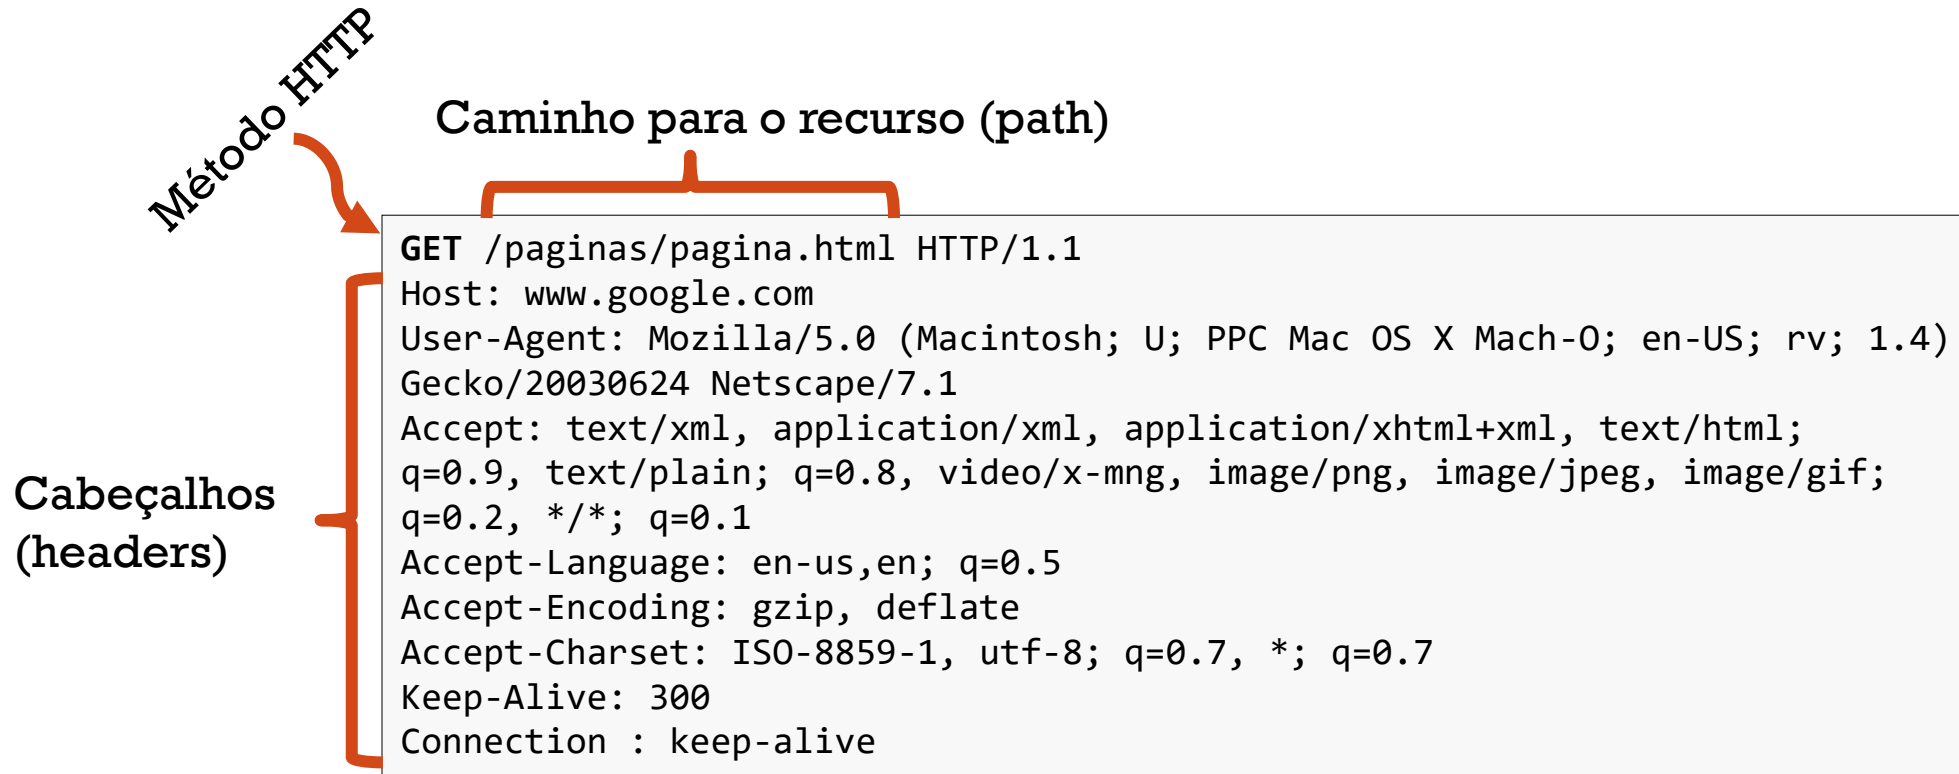 Método HTTP
Caminho para o recurso (path)
GET /paginas/pagina.html HTTP/1.1
Host: www.google.com
User-Agent: Mozilla/5.0 (Macintosh; U; PPC Mac OS X Mach-O; en-US; rv; 1.4)
Gecko/20030624 Netscape/7.1
Accept: text/xml, application/xml, application/xhtml+xml, text/html;
q=0.9, text/plain; q=0.8, video/x-mng, image/png, image/jpeg, image/gif;
q=0.2, */*; q=0.1
Accept-Language: en-us,en; q=0.5
Accept-Encoding: gzip, deflate
Accept-Charset: ISO-8859-1, utf-8; q=0.7, *; q=0.7
Keep-Alive: 300
Connection : keep-alive
Cabeçalhos
(headers)